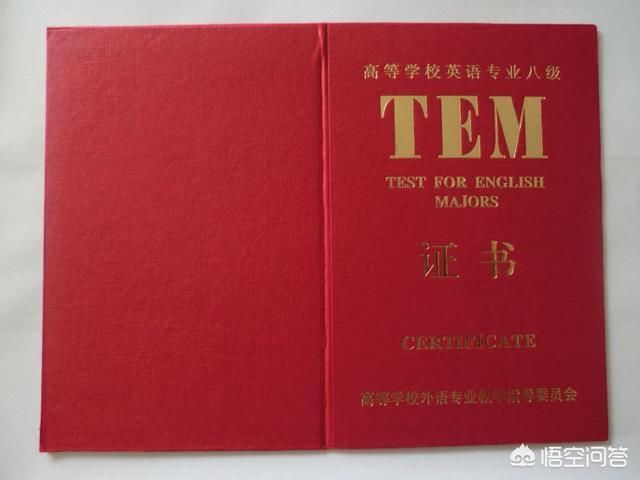 高等学校英语专业八级
TEM
TEST FOR ENGLISH
MAJORS
证书
CERTIFICATE
高等学校外语专业教学指导委员会
悟空问答